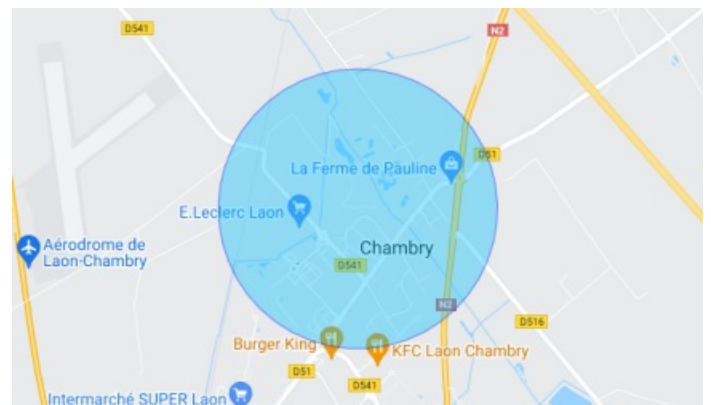 D541
N2
La Ferme de Pauline
D51
E.Leclerc Laon
Aérodrome de
Laon-Chambry
Chambry
D541
N2
D516
Burger King
KFC Laon Chambry
D51
D541
Intermarché SUPER Laon